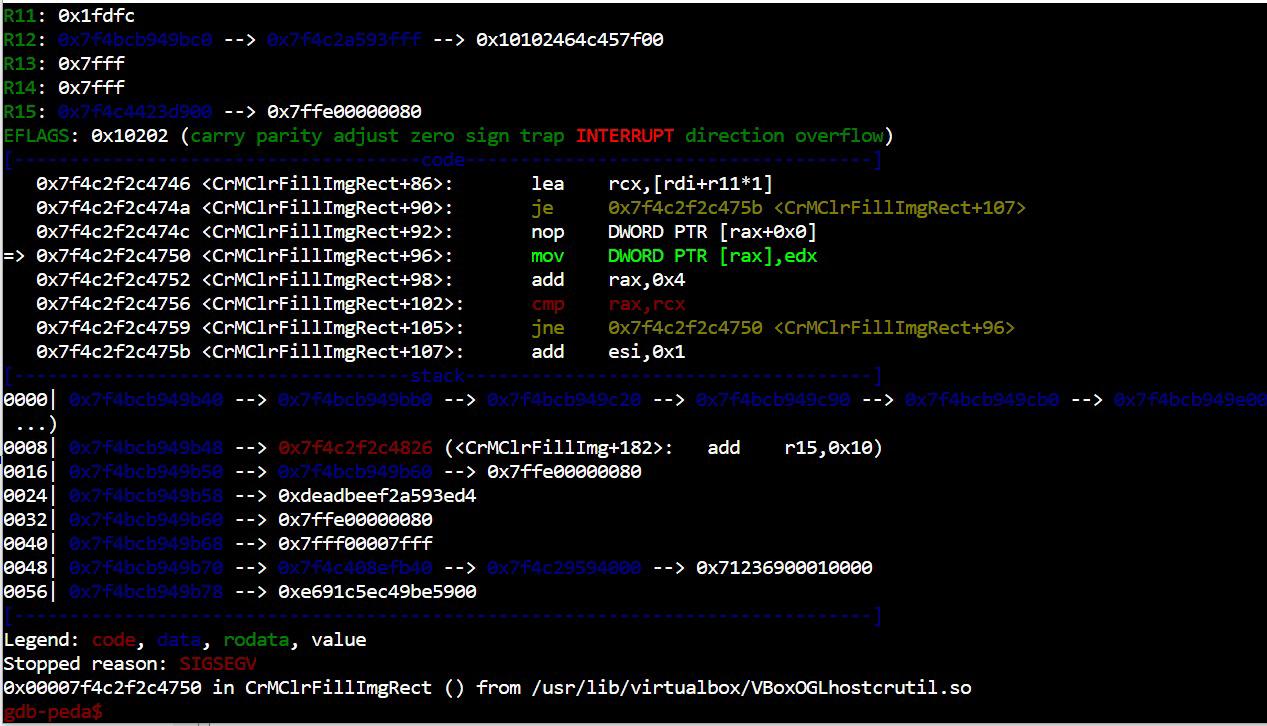 R11: 0x1fdfc
R12: 0x7f4bcb949bc0 --> 0x7f4c2a593fff --> 0x10102464c457f00
R13: 0x7fff
R14: 0x7fff
R15: 0x7f4c4423d900 --> 0x7ffe00000080
EFLAGS: 0x10202 (carry parity adjust zero sign trap INTERRUPT direction overflow)
[-------------------------------------code-------------------------------------]
0x7f4c2f2c4746 <CrMClrFillImgRect+86>: lea rcx,[rdi+r11*1]
0x7f4c2f2c474a <CrMClrFillImgRect+90>: je 0x7f4c2f2c475b <CrMClrFillImgRect+107>
0x7f4c2f2c474c <CrMClrFillImgRect+92>: nop DWORD PTR [rax+0x0]
=> 0x7f4c2f2c4750 <CrMClrFillImgRect+96>: mov DWORD PTR [rax],edx
0x7f4c2f2c4752 <CrMClrFillImgRect+98>: add rax,0x4
0x7f4c2f2c4756 <CrMClrFillImgRect+102>: cmp rax,rcx
0x7f4c2f2c4759 <CrMClrFillImgRect+105>: jne 0x7f4c2f2c4750 <CrMClrFillImgRect+96>
0x7f4c2f2c475b <CrMClrFillImgRect+107>: add esi,0x1
[------------------------------------stack-------------------------------------]
0000| 0x7f4bcb949b40 --> 0x7f4bcb949bb0 --> 0x7f4bcb949c20 --> 0x7f4bcb949c90 --> 0x7f4bcb949cb0 --> 0x7f4bcb949e00
...)
0008| 0x7f4bcb949b48 --> 0x7f4c2f2c4826 (<CrMClrFillImg+182>: add r15,0x10)
0016| 0x7f4bcb949b50 --> 0x7f4bcb949b60 --> 0x7ffe00000080
0024| 0x7f4bcb949b58 --> 0xdeadbeef2a593ed4
0032| 0x7f4bcb949b60 --> 0x7ffe00000080
0040| 0x7f4bcb949b68 --> 0x7fff00007fff
0048| 0x7f4bcb949b70 --> 0x7f4c408efb40 --> 0x7f4c29594000 --> 0x71236900010000
0056| 0x7f4bcb949b78 --> 0xe691c5ec49be5900
[------------------------------------------------------------------------------]
Legend: code, data, rodata, value
Stopped reason: SIGSEGV
0x00007f4c2f2c4750 in CrMClrFillImgRect () from /usr/lib/virtualbox/VBoxOGLhostcrutil.so
gdb-peda$